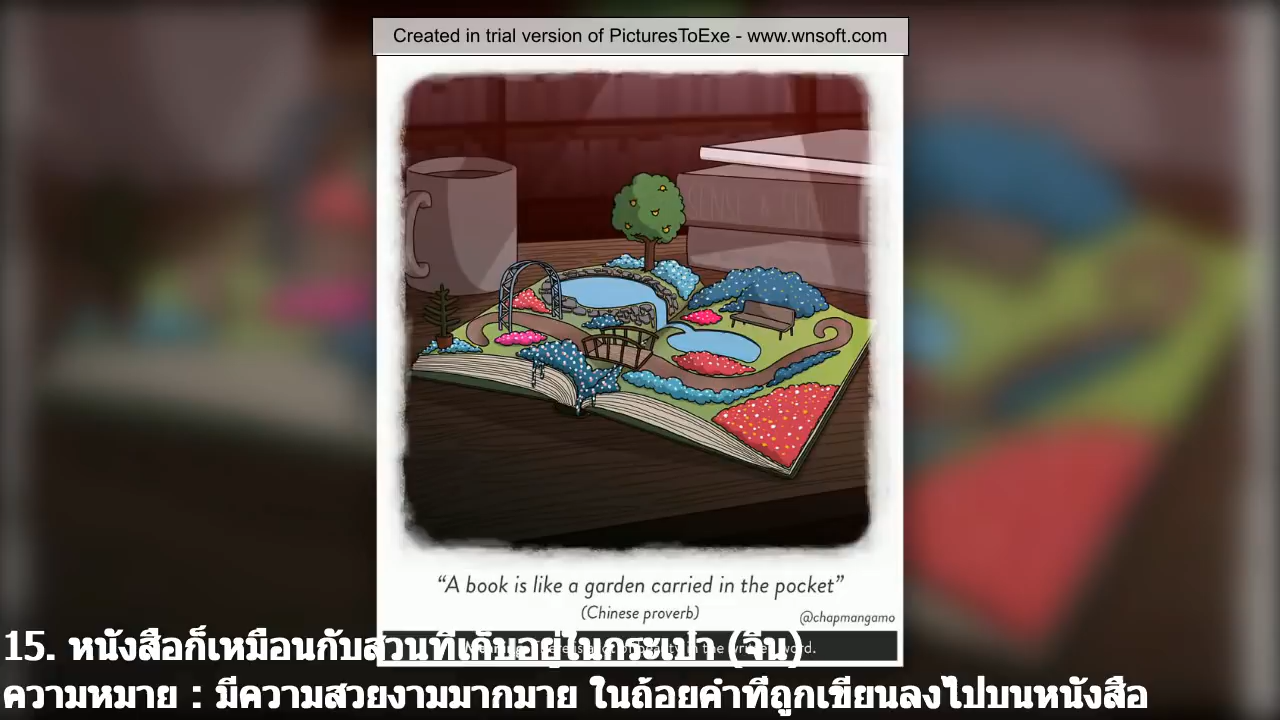 Created in trial version of PicturesToExe - www.wnsoft.com
“A book is like a garden carried in the pocket”
(Chinese proverb)
@chapmangamo
in the word.
15. หนังสือก็เหมือนกับสวนที่เก็บอยู่ในกระเป๋า (จีน)
ความหมาย : มีความสวยงามมากมาย ในถ้อยคำที่ถูกเขียนลงไปบนหนังสือ